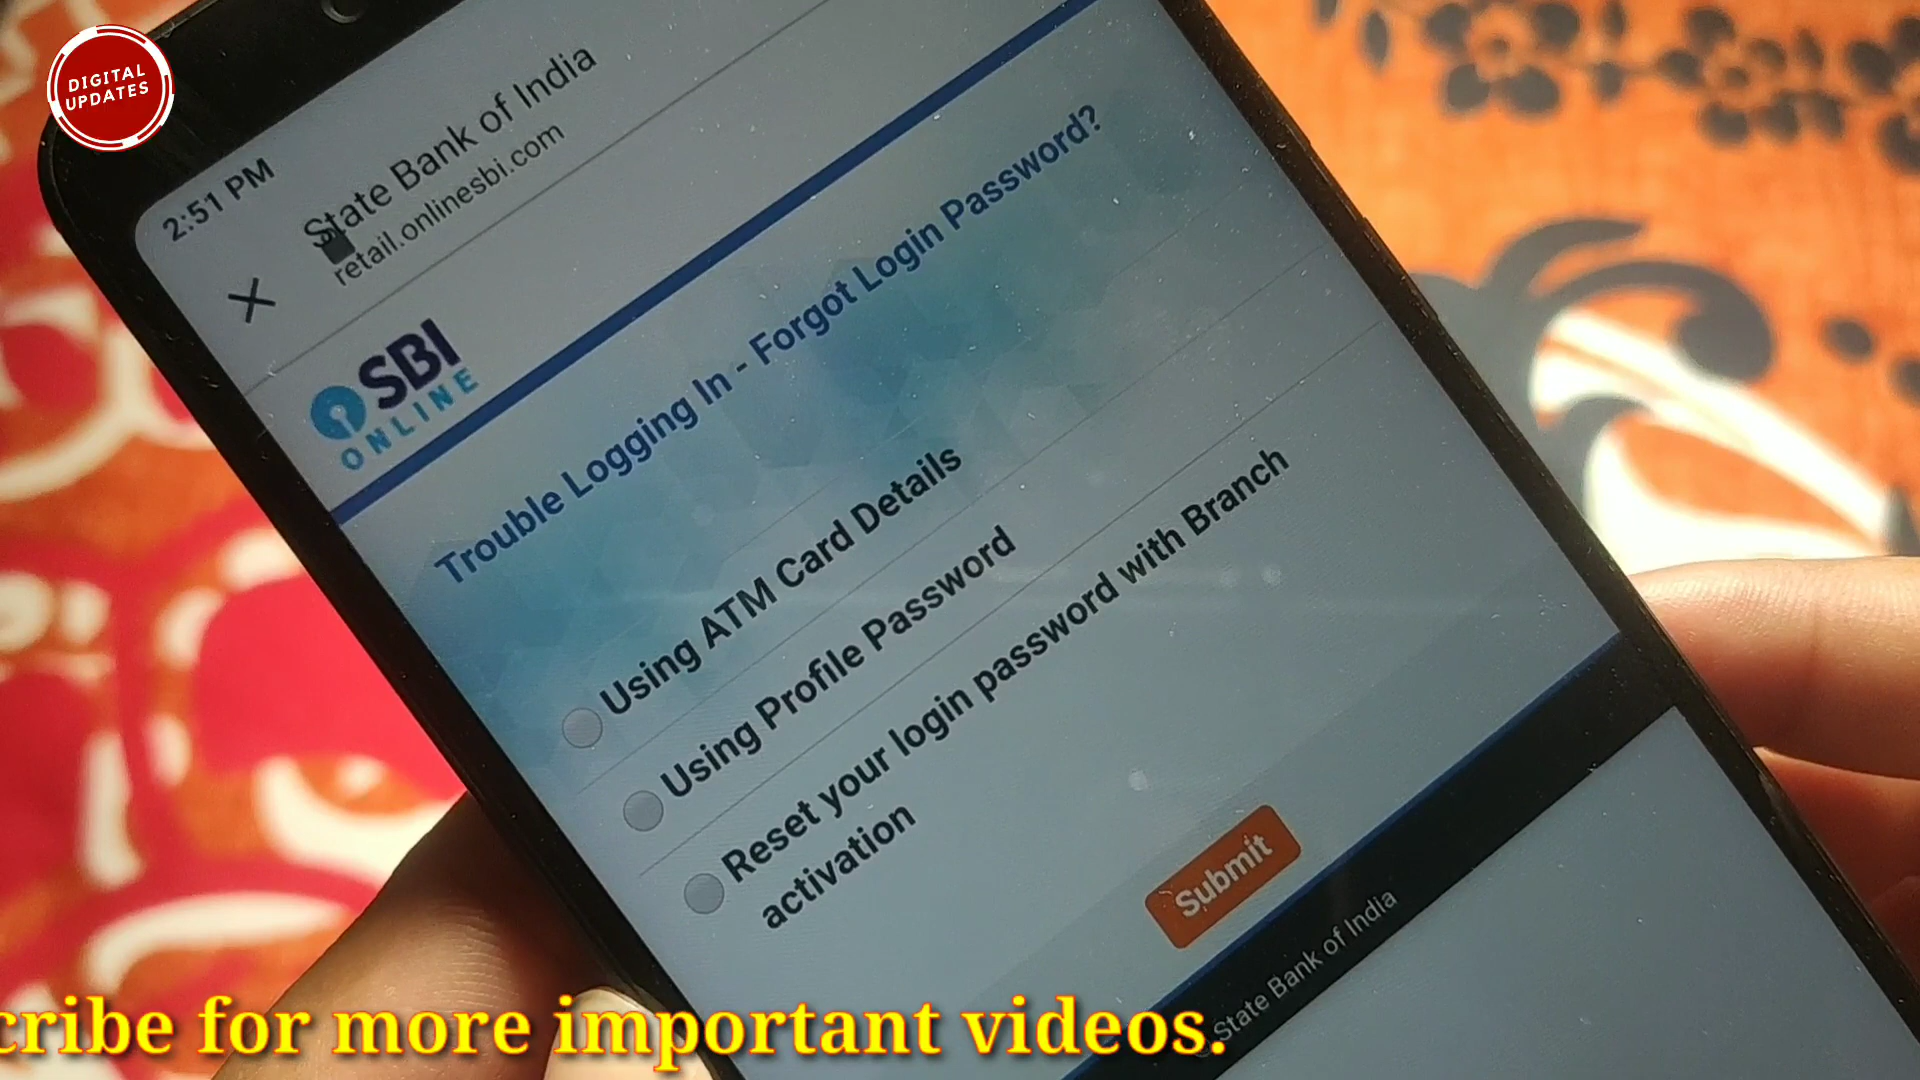 DIGITAL
UPDATES
2:51 PM
State Bank of India
retail.onlinesbi.com
SBI
ONLINE
Trouble Logging In - Forgot Login Password?
Using ATM Card Details
Using Profile Password
Reset your login password with Branch
activation
Submit
State Bank of India
cribe for more important videos.